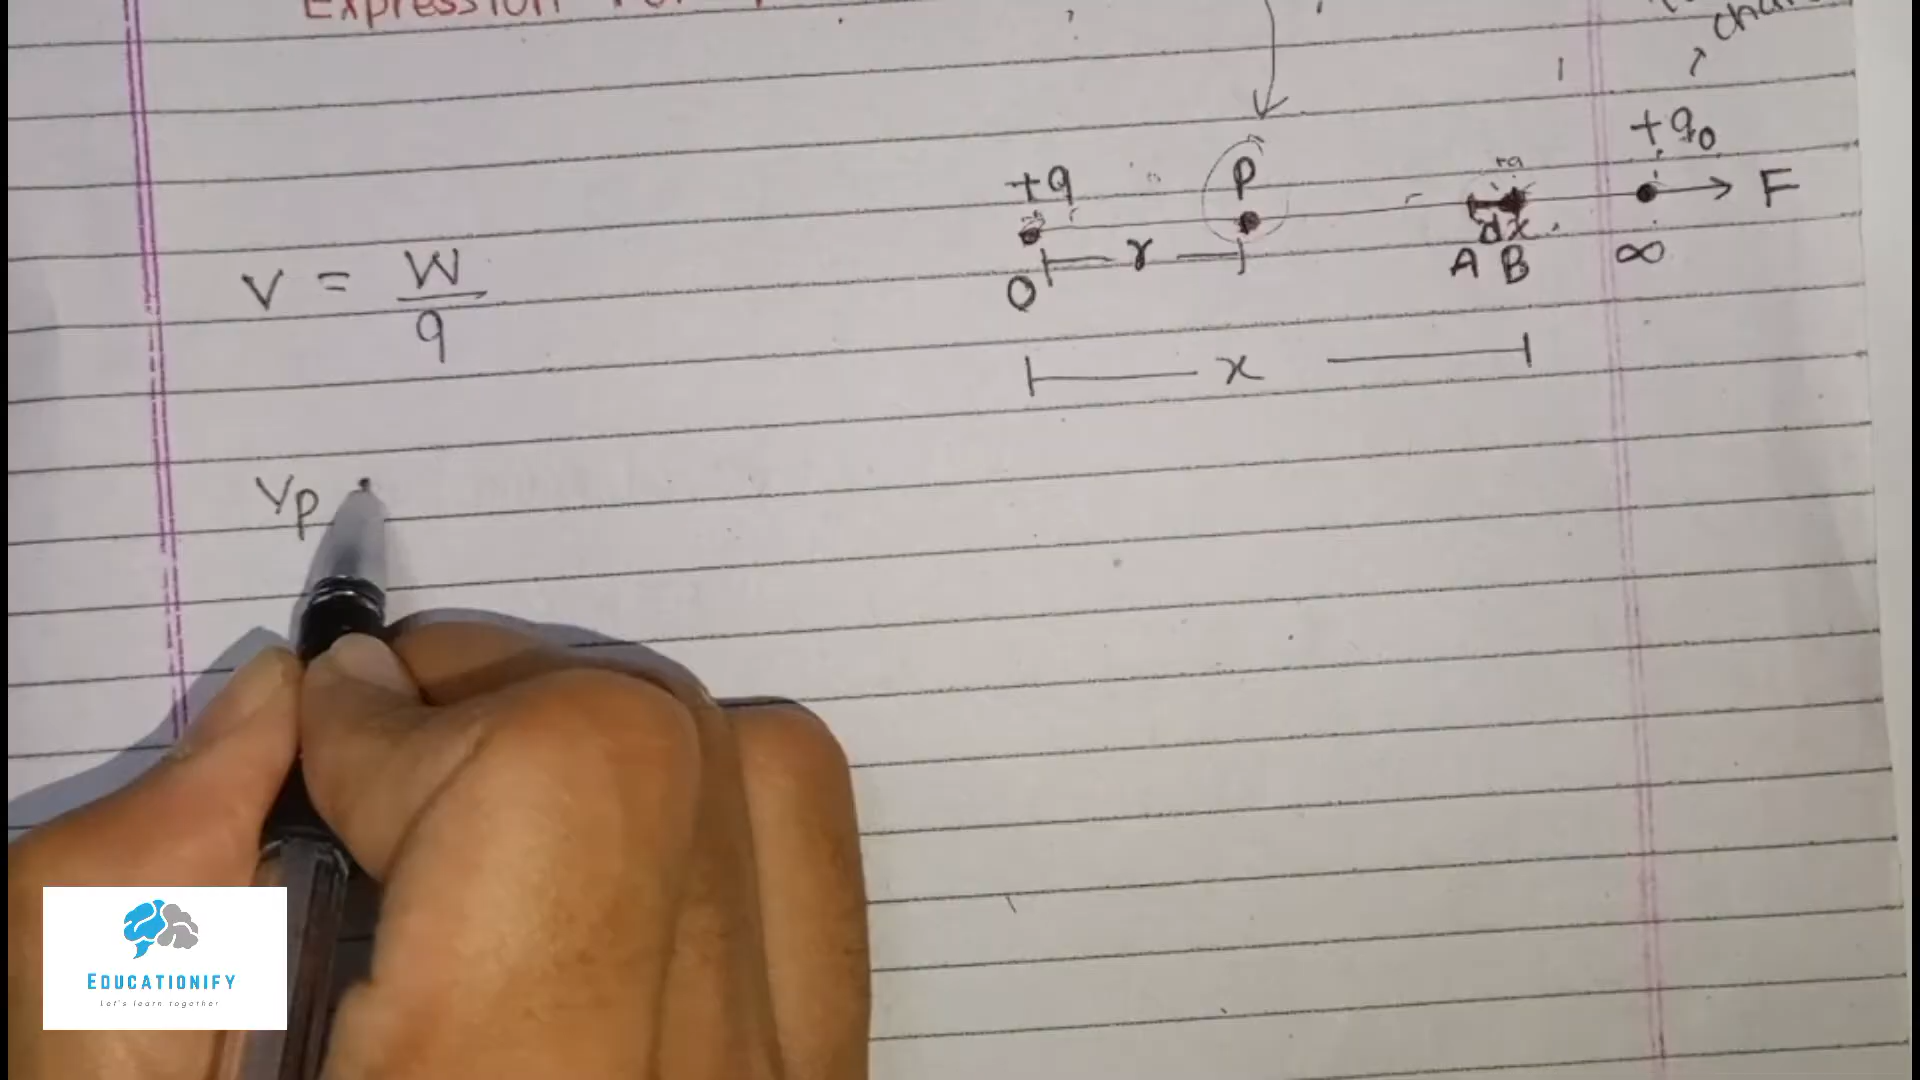 Expression
+q0
+q
P
F
dx
A B
∞
r
O
V = W/q
x
Vp
EDUCATIONIFY
Let's learn together